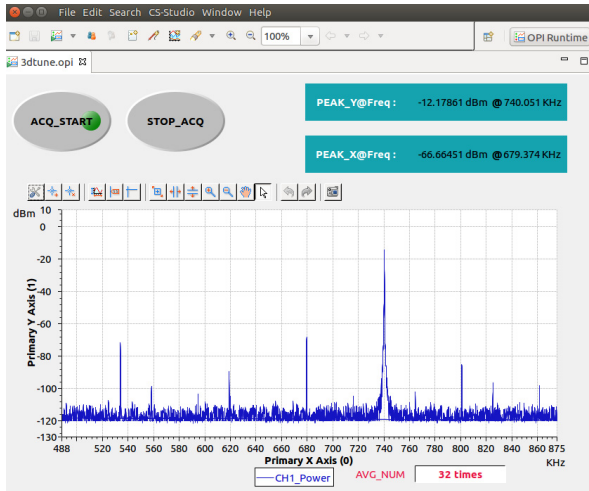 File Edit Search CS-Studio Window Help
100%
OPI Runtime
3dtune.opi
ACQ_START
STOP_ACQ
PEAK_Y@Freq : -12.17861 dBm @ 740.051 KHz
PEAK_X@Freq : -66.66451 dBm @ 679.374 KHz
dBm
10
0
-20
-40
-60
-80
-100
-120
-130
Primary Y Axis (1)
488 520 540 560 580 600 620 640 660 680 700 720 740 760 780 800 820 840 860 875
Primary X Axis (0)
KHz
CH1_Power
AVG_NUM
32 times